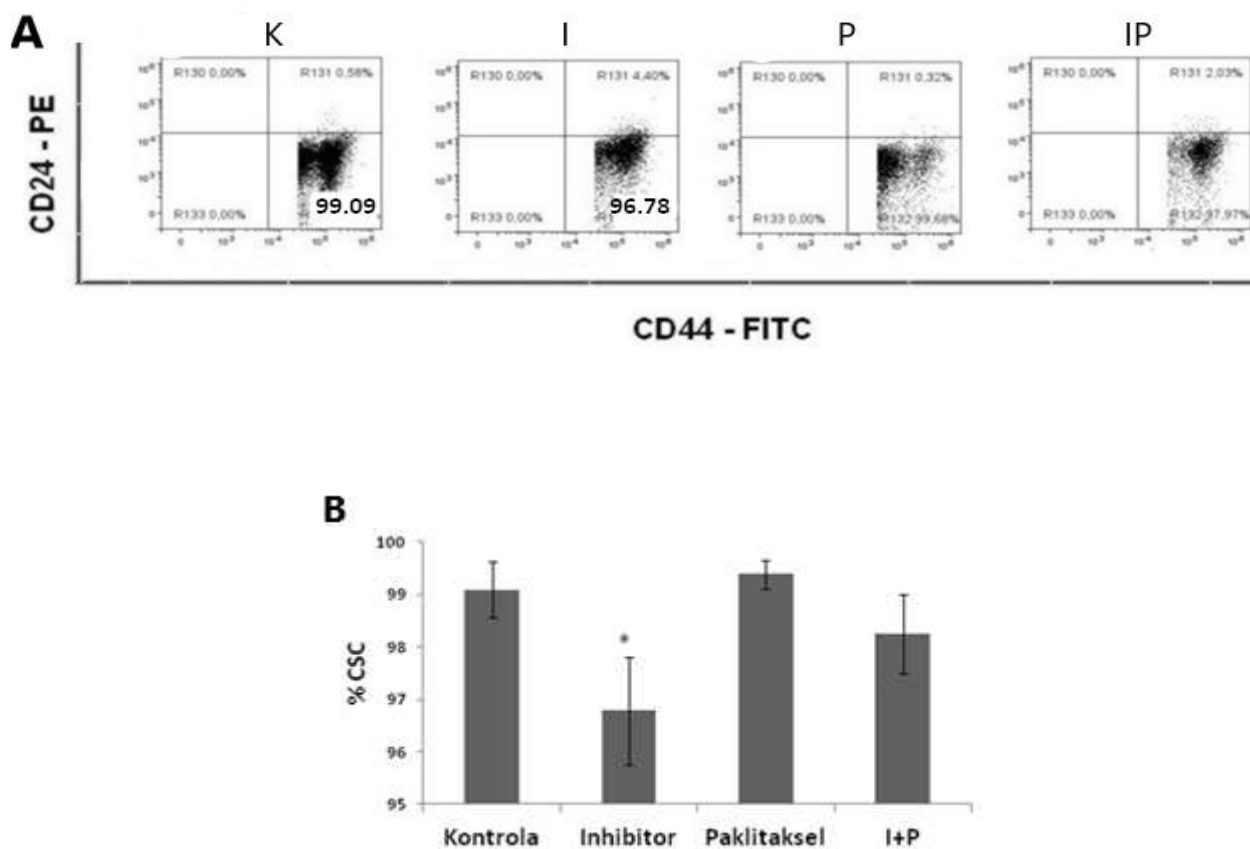 A
K I P IP
R130 0,00% R131 0,58% R130 0,00% R131 4,40% R130 0,00% R131 0,32% R130 0,00% R131 2,03%
CD24 - PE
99.09 96.78
R133 0,00% R133 0,00% R133 0,00% R132 99,68% R133 0,00% R132 97,97%
CD44 - FITC
B
100
99
98
97
96
95
% CSC
*
Kontrola Inhibitor Paklitaksel I+P